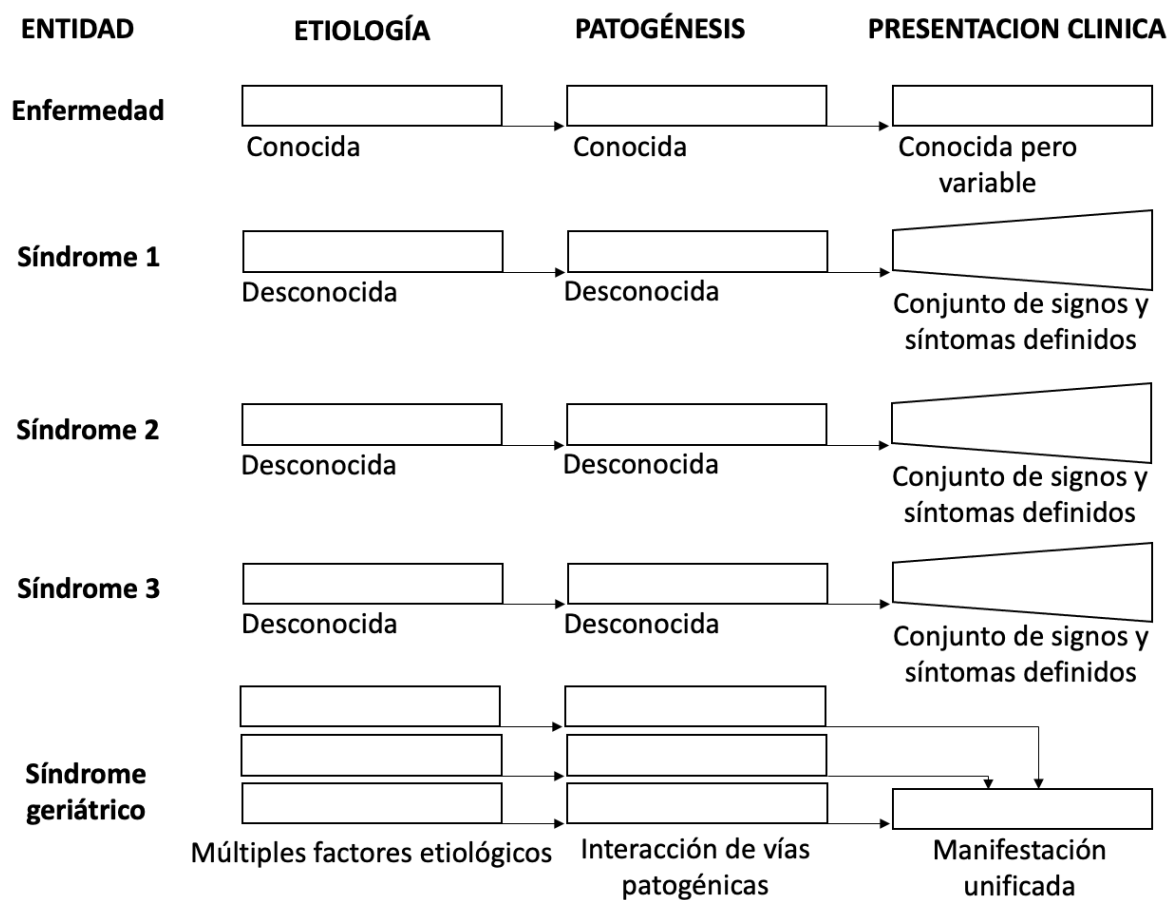 ENTIDAD ETIOLOGÍA PATOGÉNESIS PRESENTACION CLINICA
Enfermedad
Conocida Conocida Conocida pero
variable
Síndrome 1
Desconocida Desconocida Conjunto de signos y
síntomas definidos
Síndrome 2
Desconocida Desconocida Conjunto de signos y
síntomas definidos
Síndrome 3
Desconocida Desconocida Conjunto de signos y
síntomas definidos
Síndrome
geriátrico
Múltiples factores etiológicos Interacción de vías Manifestación
patogénicas unificada